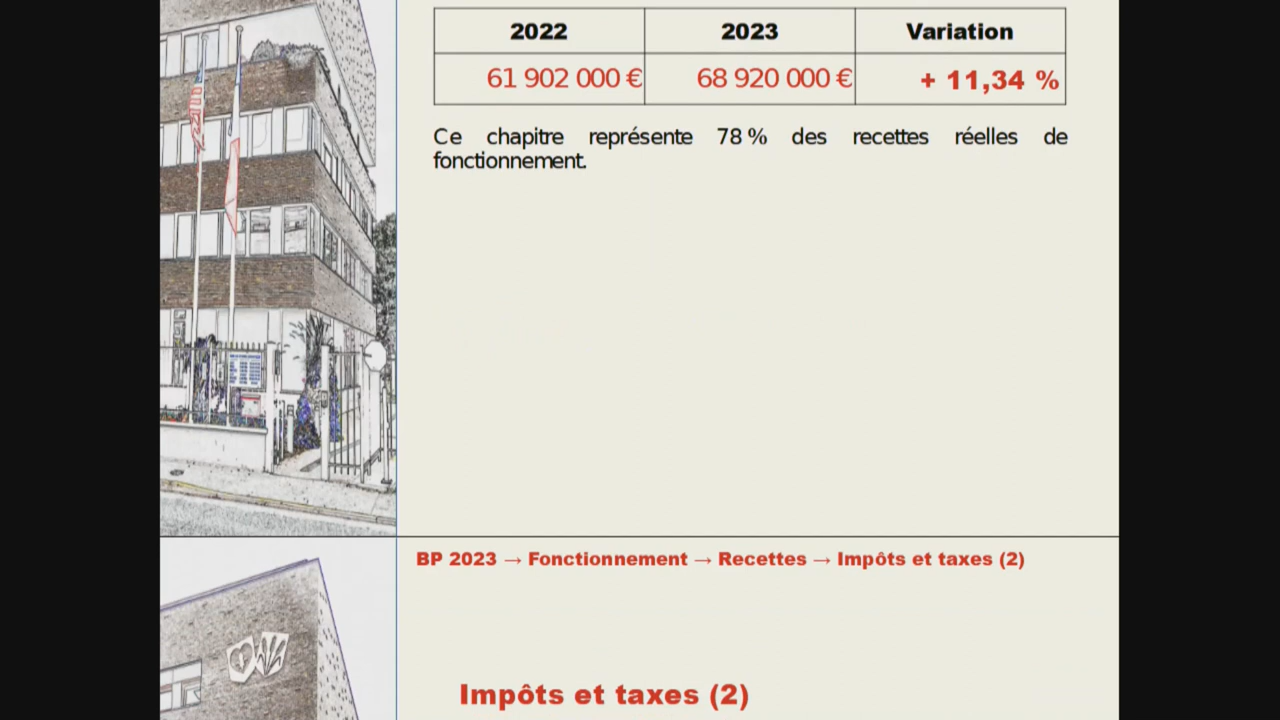 2022 2023 Variation
61 902 000 € 68 920 000 € + 11,34 %
Ce chapitre représente 78 % des recettes réelles de
fonctionnement.
BP 2023 → Fonctionnement → Recettes → Impôts et taxes (2)
Impôts et taxes (2)